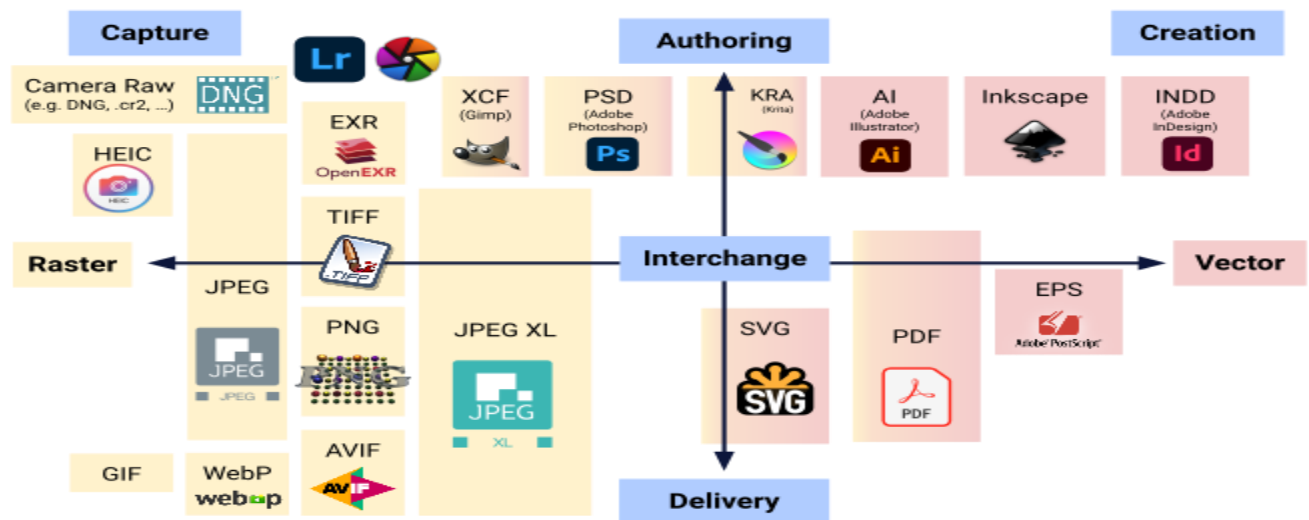 Capture
Authoring
Creation
Lr
Camera Raw
(e.g. DNG, .cr2, ...)
DNG
HEIC
HEIC
EXR
OpenEXR
XCF
(Gimp)
PSD
(Adobe
Photoshop)
Ps
KRA
(Krita)
AI
(Adobe
Illustrator)
Ai
Inkscape
INDD
(Adobe
InDesign)
Id
TIFF
.TIFF
Raster
Interchange
Vector
JPEG
JPEG
JPEG
PNG
PNG
JPEG XL
JPEG
XL
SVG
SVG
PDF
PDF
EPS
Adobe PostScript
GIF
WebP
webp
AVIF
AVIF
Delivery